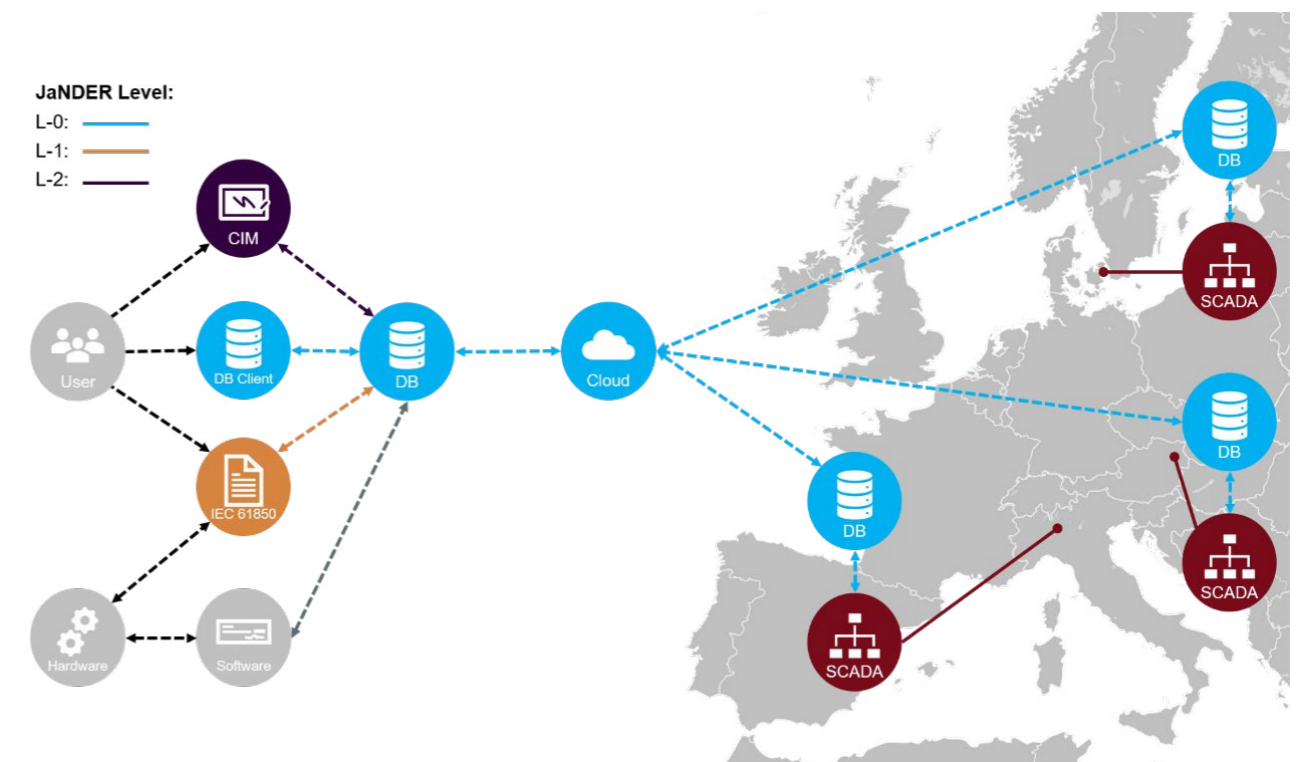 JaNDER Level:
L-0:
L-1:
L-2:
CIM
User
DB Client
DB
Cloud
IEC 61850
Hardware
Software
DB
SCADA
DB
SCADA
DB
SCADA